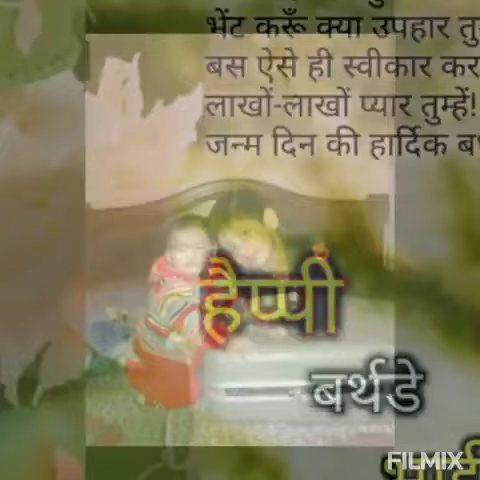 भेंट करूँ क्या उपहार
बस ऐसे ही स्वीकार कर
लाखों-लाखों प्यार तुम्हें!
जन्म दिन की हार्दिक
हैप्पी
बर्थडे
FILMIX